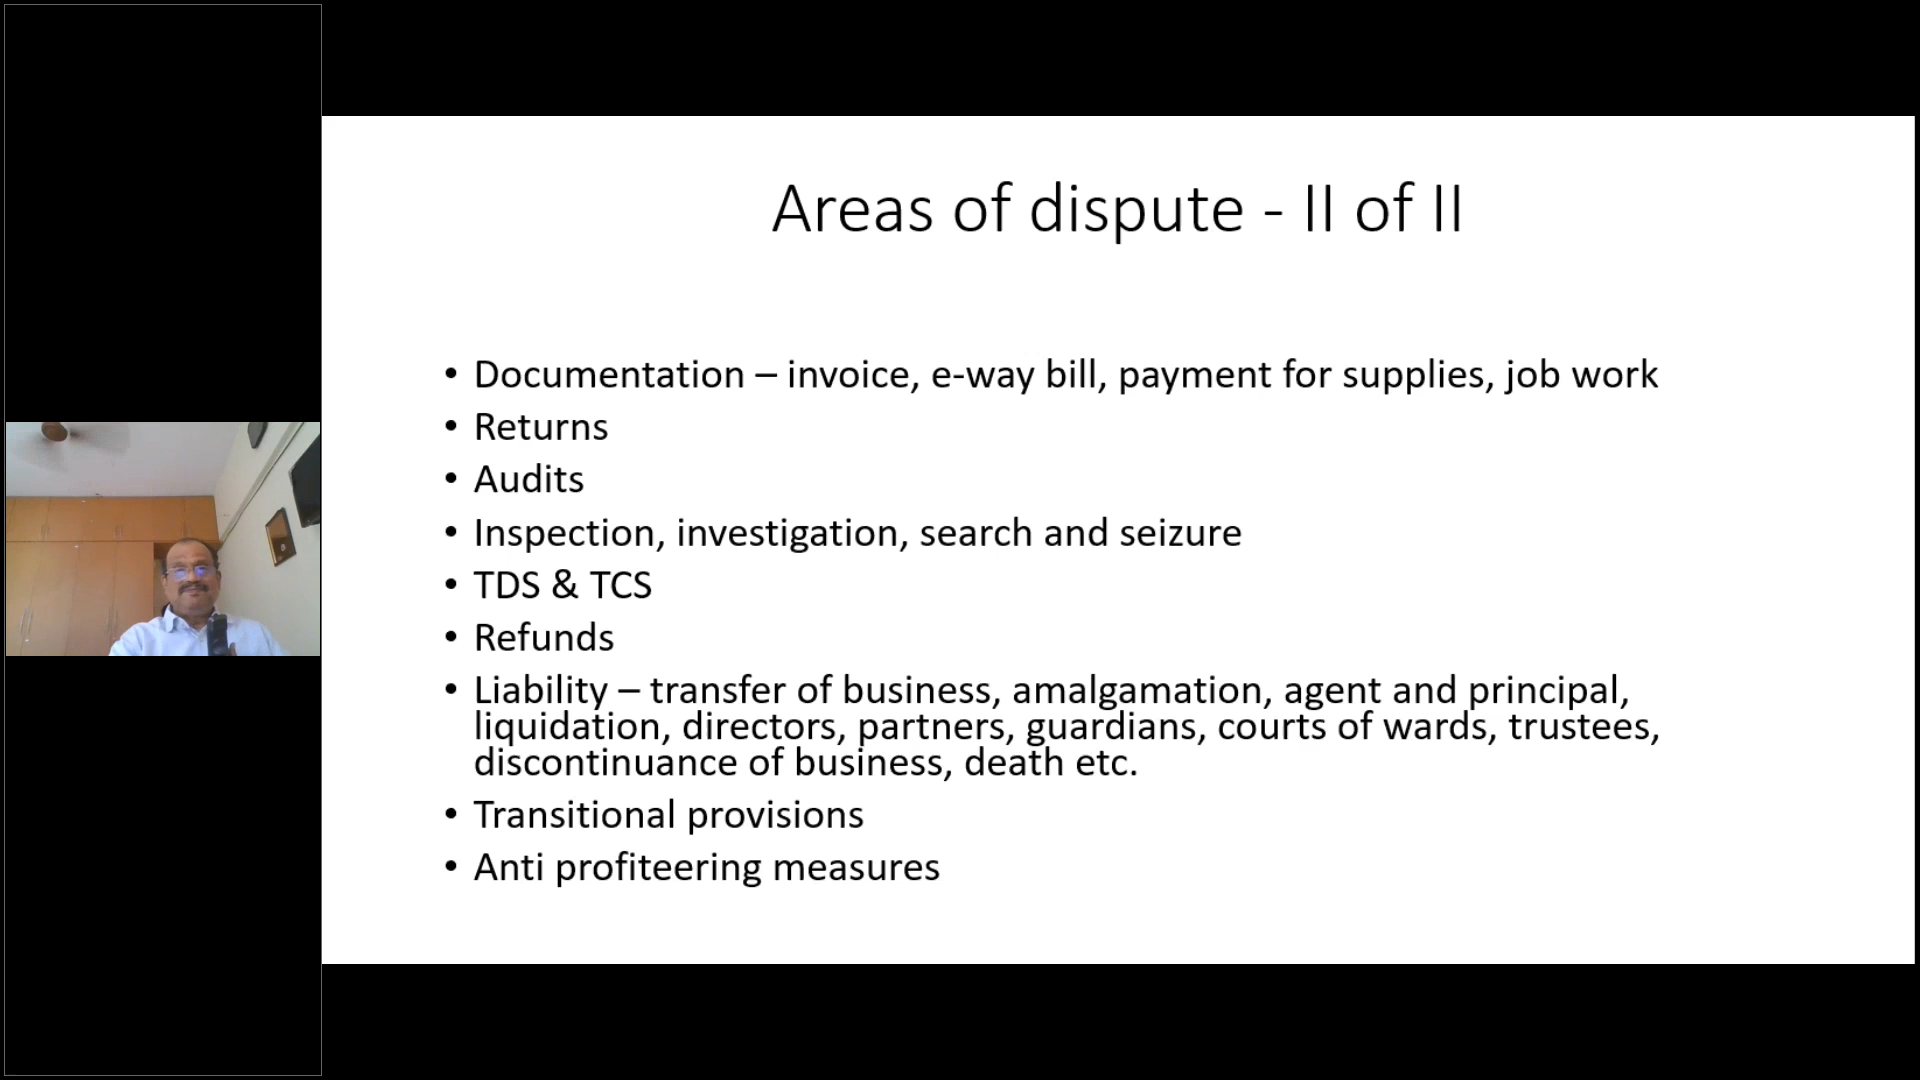 Areas of dispute - II of II
• Documentation – invoice, e-way bill, payment for supplies, job work
• Returns
• Audits
• Inspection, investigation, search and seizure
• TDS & TCS
• Refunds
• Liability – transfer of business, amalgamation, agent and principal,
liquidation, directors, partners, guardians, courts of wards, trustees,
discontinuance of business, death etc.
• Transitional provisions
• Anti profiteering measures